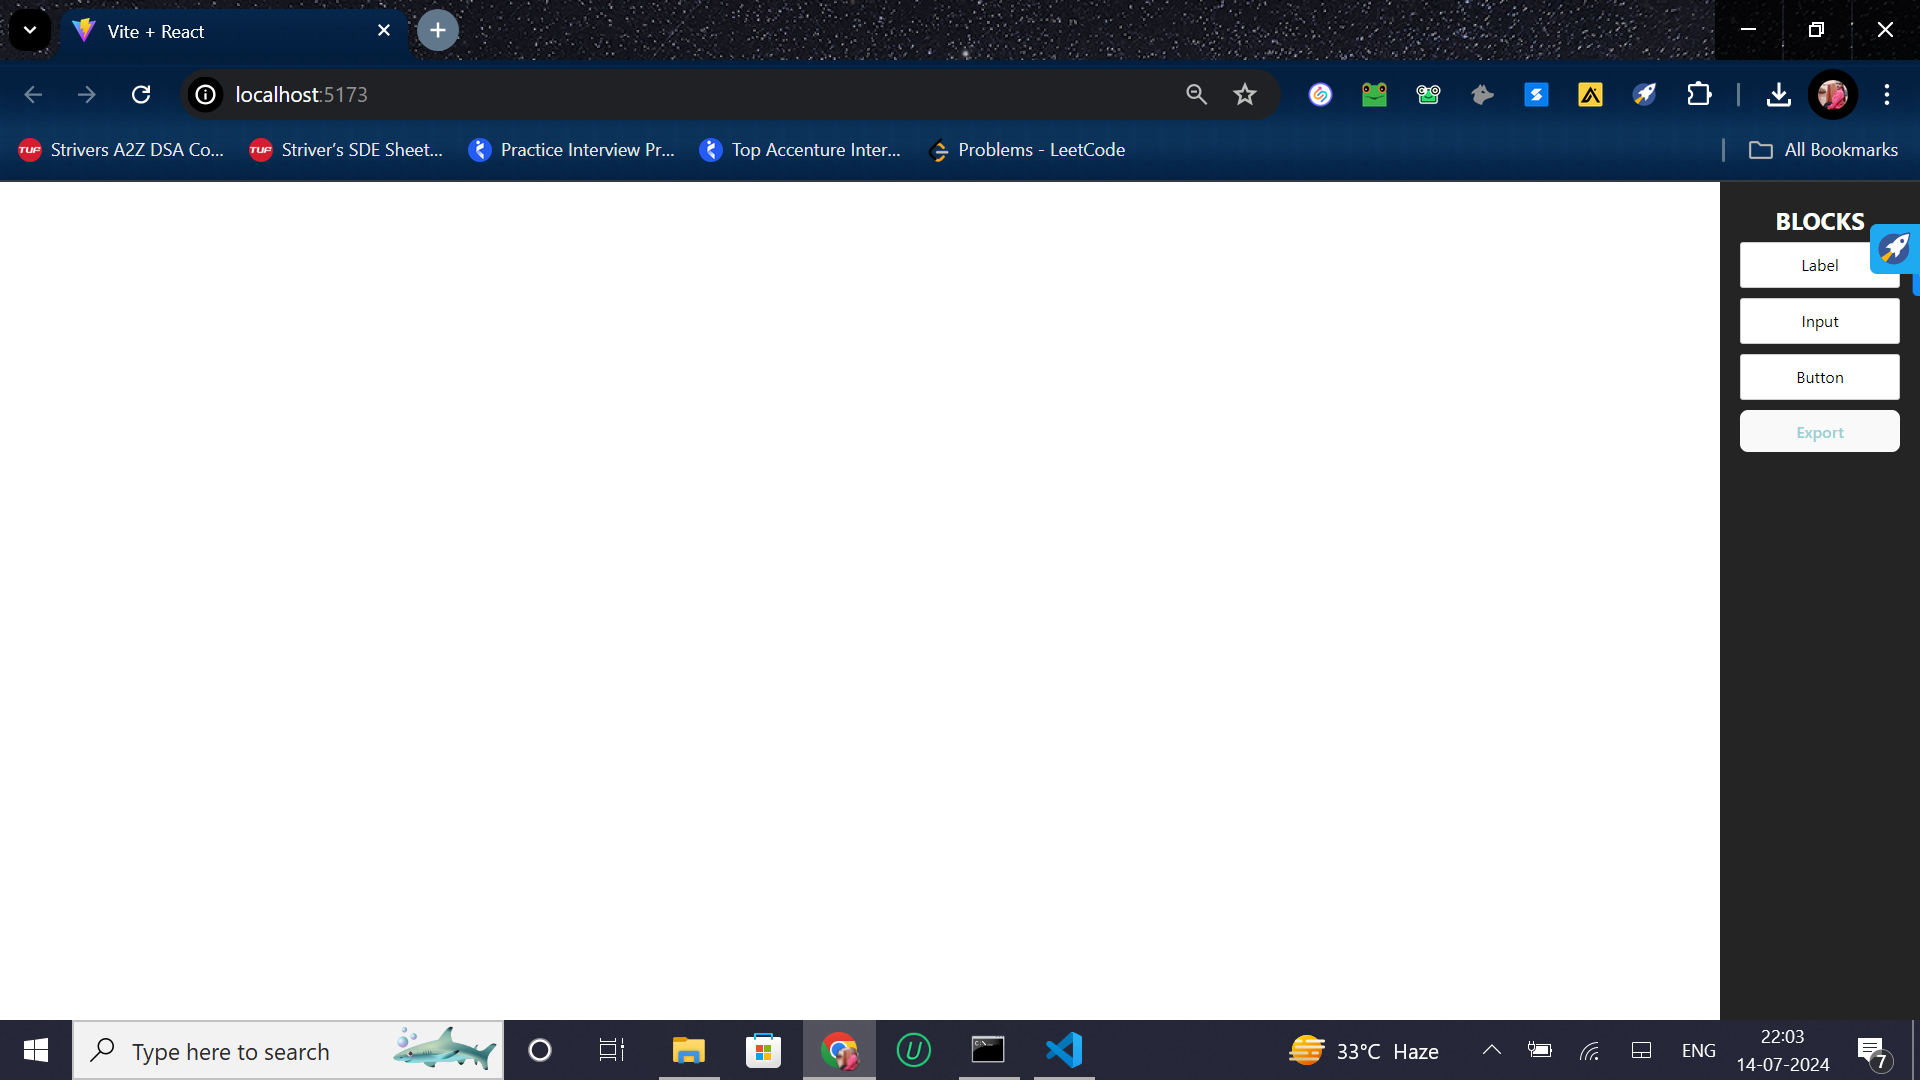 Vite + React
localhost:5173
Strivers A2Z DSA Co...
Striver's SDE Sheet...
Practice Interview Pr...
Top Accenture Inter...
Problems - LeetCode
All Bookmarks
BLOCKS
Label
Input
Button
Export
Type here to search
33°C Haze
ENG
22:03
14-07-2024
7